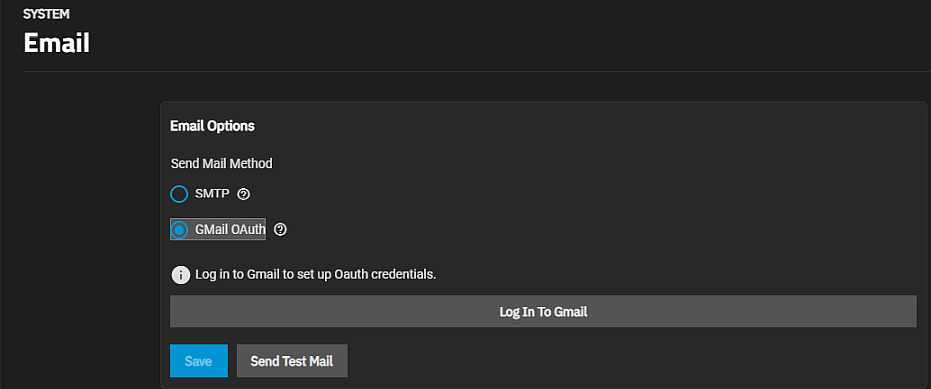 SYSTEM
Email
Email Options
Send Mail Method
SMTP
GMail OAuth
Log in to Gmail to set up Oauth credentials.
Log In To Gmail
Save
Send Test Mail